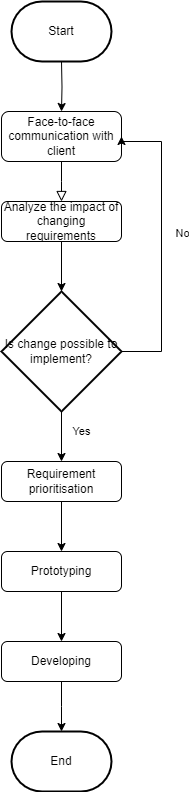 Start
Face-to-face
communication with
client
Analyze the impact of
changing
requirements
No
Is change possible to
implement?
Yes
Requirement
prioritisation
Prototyping
Developing
End